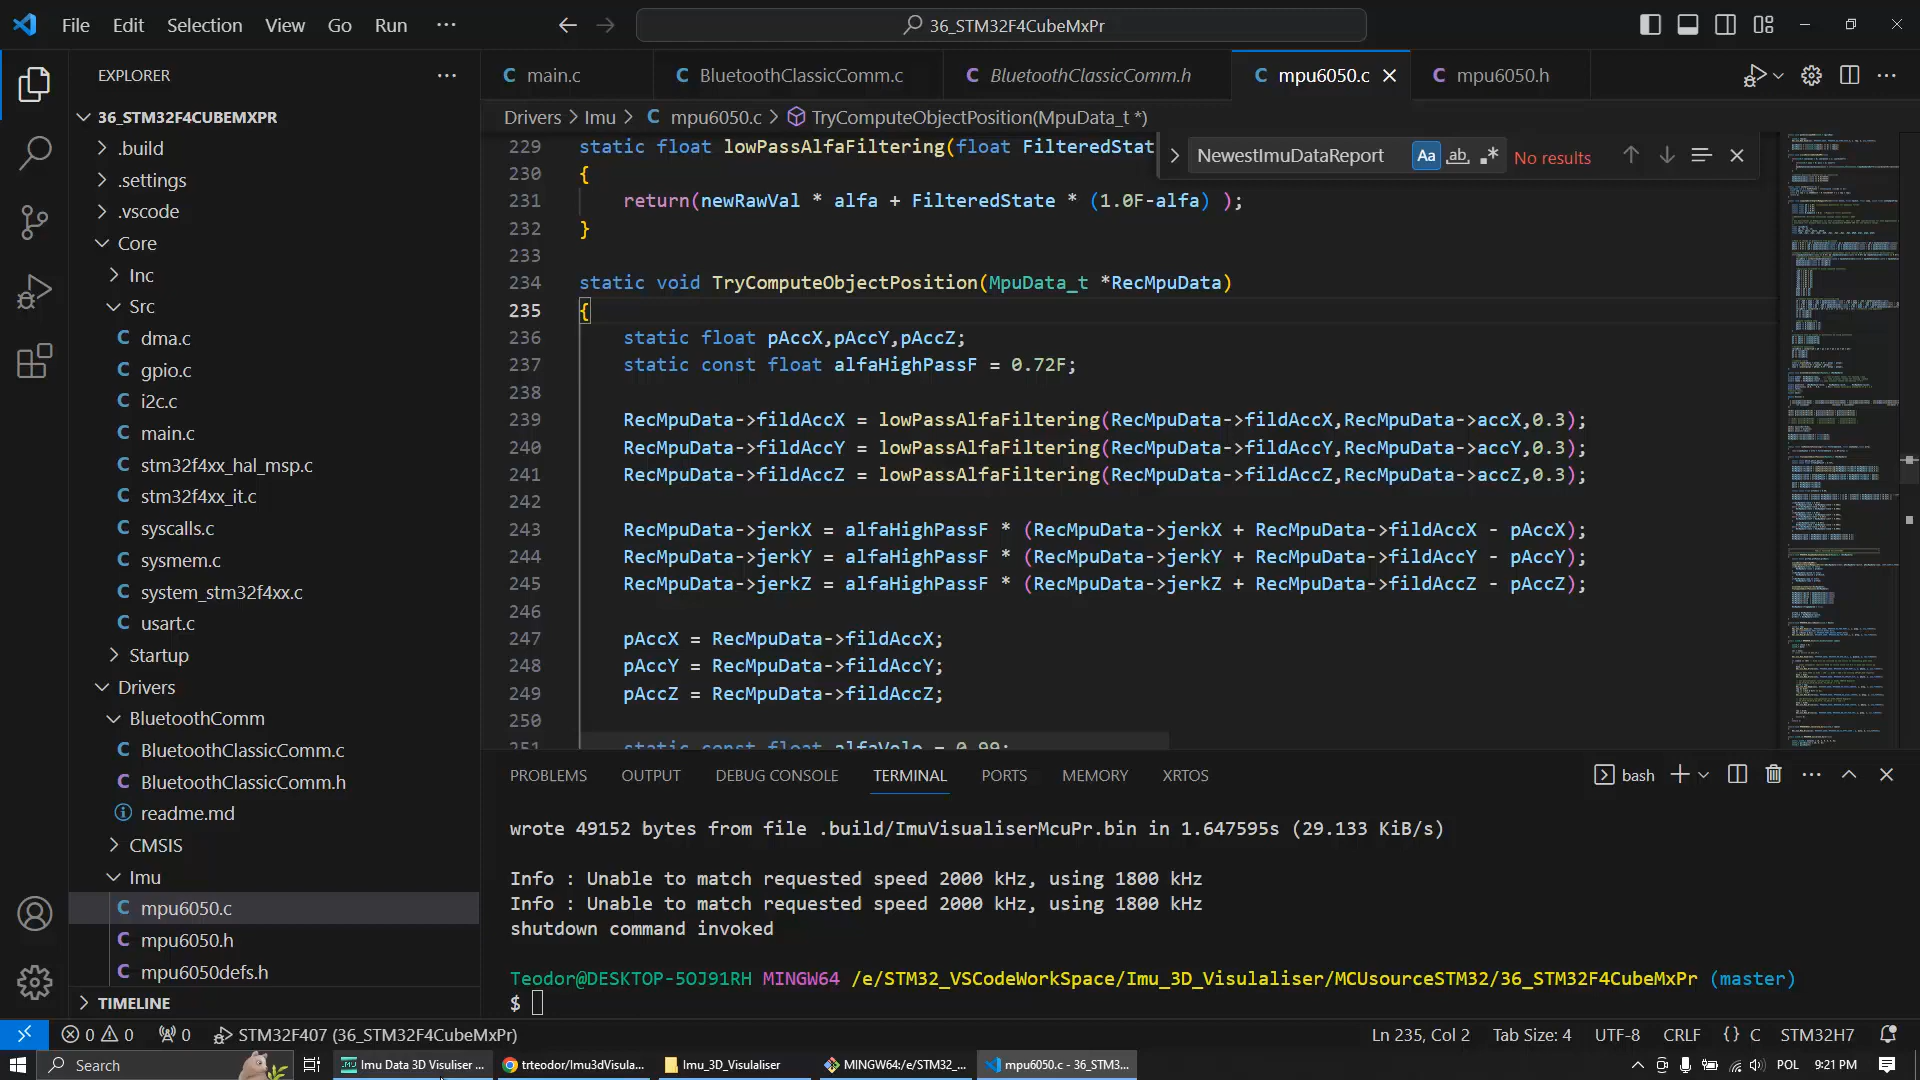 File Edit Selection View Go Run ···
36_STM32F4CubeMxPr
EXPLORER
main.c
BluetoothClassicComm.c
BluetoothClassicComm.h
mpu6050.c
mpu6050.h
Drivers > Imu > C mpu6050.c > TryComputeObjectPosition(MpuData_t *)
NewestImuDataReport
Aa ab .*
No results
36_STM32F4CUBEMXPR
.build
.settings
.vscode
Core
Inc
Src
dma.c
gpio.c
i2c.c
main.c
stm32f4xx_hal_msp.c
stm32f4xx_it.c
syscalls.c
sysmem.c
system_stm32f4xx.c
usart.c
Startup
Drivers
BluetoothComm
BluetoothClassicComm.c
BluetoothClassicComm.h
readme.md
CMSIS
Imu
mpu6050.c
mpu6050.h
mpu6050defs.h
TIMELINE
229 static float lowPassAlfaFiltering(float FilteredStat
230 {
231 return(newRawVal * alfa + FilteredState * (1.0F-alfa) );
232 }
233
234 static void TryComputeObjectPosition(MpuData_t *RecMpuData)
235 {
236 static float pAccX,pAccY,pAccZ;
237 static const float alfaHighPassF = 0.72F;
238
239 RecMpuData->fildAccX = lowPassAlfaFiltering(RecMpuData->fildAccX,RecMpuData->accX,0.3);
240 RecMpuData->fildAccY = lowPassAlfaFiltering(RecMpuData->fildAccY,RecMpuData->accY,0.3);
241 RecMpuData->fildAccZ = lowPassAlfaFiltering(RecMpuData->fildAccZ,RecMpuData->accZ,0.3);
242
243 RecMpuData->jerkX = alfaHighPassF * (RecMpuData->jerkX + RecMpuData->fildAccX - pAccX);
244 RecMpuData->jerkY = alfaHighPassF * (RecMpuData->jerkY + RecMpuData->fildAccY - pAccY);
245 RecMpuData->jerkZ = alfaHighPassF * (RecMpuData->jerkZ + RecMpuData->fildAccZ - pAccZ);
246
247 pAccX = RecMpuData->fildAccX;
248 pAccY = RecMpuData->fildAccY;
249 pAccZ = RecMpuData->fildAccZ;
250
251 static const float alfaVelo = 0.99;
PROBLEMS OUTPUT DEBUG CONSOLE TERMINAL PORTS MEMORY XRTOS
bash
wrote 49152 bytes from file .build/ImuVisualiserMcuPr.bin in 1.647595s (29.133 KiB/s)
Info : Unable to match requested speed 2000 kHz, using 1800 kHz
Info : Unable to match requested speed 2000 kHz, using 1800 kHz
shutdown command invoked
Teodor@DESKTOP-5OJ91RH MINGW64 /e/STM32_VSCodeWorkSpace/Imu_3D_Visulaliser/MCUsourceSTM32/36_STM32F4CubeMxPr (master)
$
0 0 0 STM32F407 (36_STM32F4CubeMxPr)
Ln 235, Col 2 Tab Size: 4 UTF-8 CRLF {} C STM32H7
Search
Imu Data 3D Visuliser ...
trteodor/Imu3dVisula...
Imu_3D_Visulaliser
MINGW64:/e/STM32_...
mpu6050.c - 36_STM3...
POL 9:21 PM